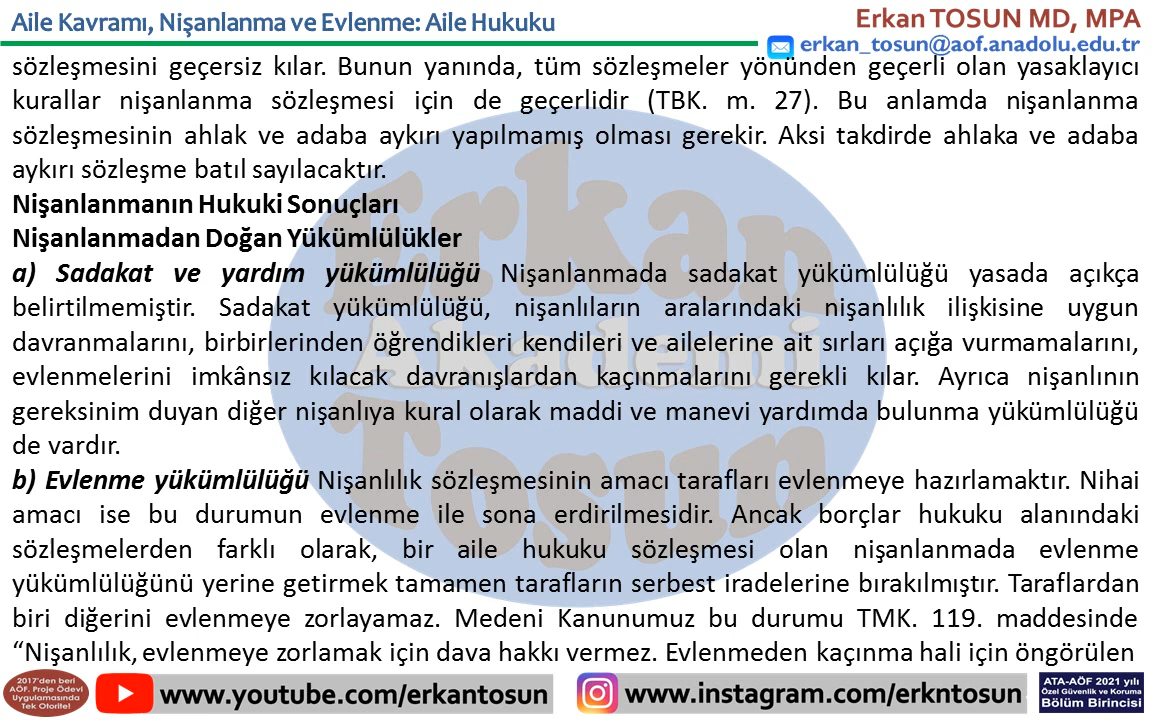 Aile Kavramı, Nişanlanma ve Evlenme: Aile Hukuku
Erkan TOSUN MD, MPA
erkan_tosun@aof.anadolu.edu.tr
sözleşmesini geçersiz kılar. Bunun yanında, tüm sözleşmeler yönünden geçerli olan yasaklayıcı
kurallar nişanlanma sözleşmesi için de geçerlidir (TBK. m. 27). Bu anlamda nişanlanma
sözleşmesinin ahlak ve adaba aykırı yapılmamış olması gerekir. Aksi takdirde ahlaka ve adaba
aykırı sözleşme batıl sayılacaktır.
Nişanlanmanın Hukuki Sonuçları
Nişanlanmadan Doğan Yükümlülükler
a) Sadakat ve yardım yükümlülüğü Nişanlanmada sadakat yükümlülüğü yasada açıkça
belirtilmemiştir. Sadakat yükümlülüğü, nişanlıların aralarındaki nişanlılık ilişkisine uygun
davranmalarını, birbirlerinden öğrendikleri kendileri ve ailelerine ait sırları açığa vurmamalarını,
evlenmelerini imkânsız kılacak davranışlardan kaçınmalarını gerekli kılar. Ayrıca nişanlının
gereksinim duyan diğer nişanlıya kural olarak maddi ve manevi yardımda bulunma yükümlülüğü
de vardır.
b) Evlenme yükümlülüğü Nişanlılık sözleşmesinin amacı tarafları evlenmeye hazırlamaktır. Nihai
amacı ise bu durumun evlenme ile sona erdirilmesidir. Ancak borçlar hukuku alanındaki
sözleşmelerden farklı olarak, bir aile hukuku sözleşmesi olan nişanlanmada evlenme
yükümlülüğünü yerine getirmek tamamen tarafların serbest iradelerine bırakılmıştır. Taraflardan
biri diğerini evlenmeye zorlayamaz. Medeni Kanunumuz bu durumu TMK. 119. maddesinde
“Nişanlılık, evlenmeye zorlamak için dava hakkı vermez. Evlenmeden kaçınma hali için öngörülen
Erkan
Akademi
Tosun
2017'den beri
AÖF. Proje Ödevi
Uygulamasında
Tek Otorite!
www.youtube.com/erkantosun
www.instagram.com/erkntosun
ATA-AÖF 2021 yılı
Özel Güvenlik ve Koruma
Bölüm Birincisi